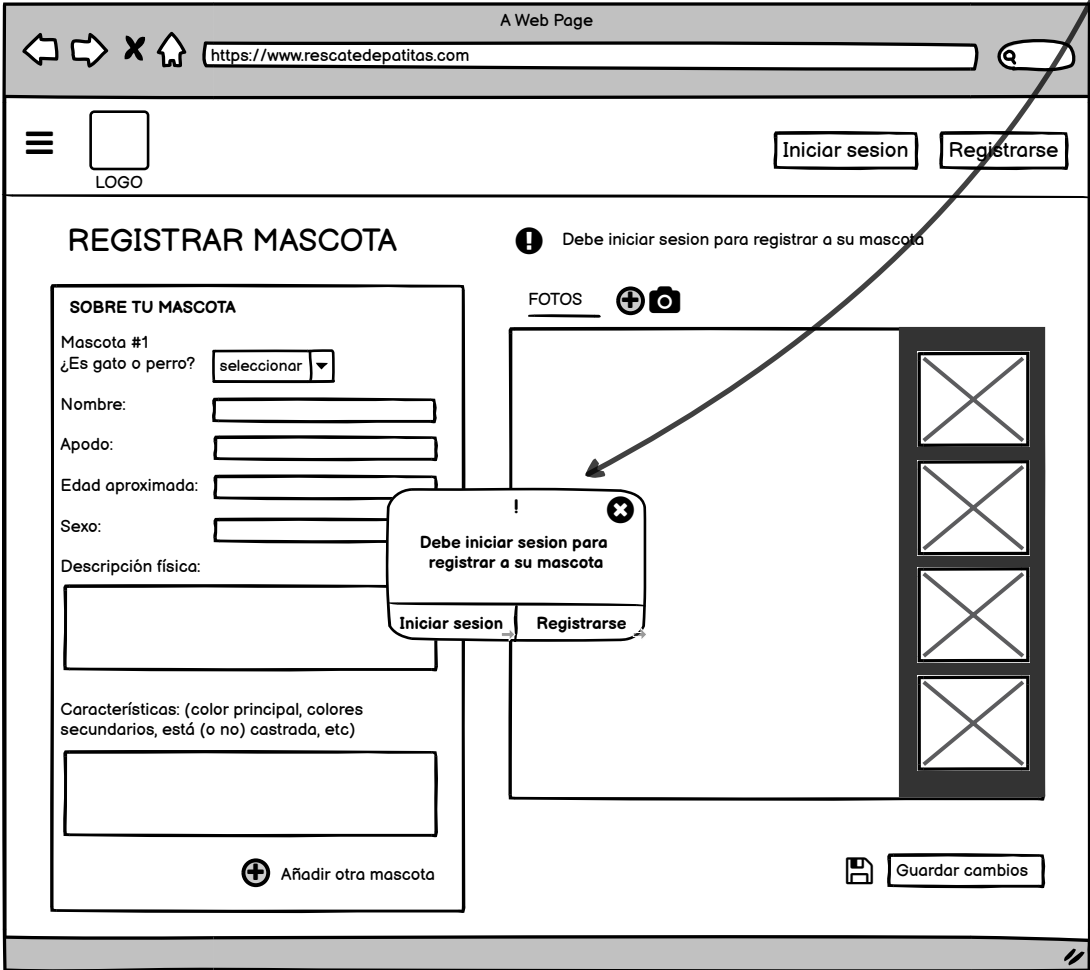 A Web Page
https://www.rescatedepatitas.com
Iniciar sesion
Registrarse
LOGO
REGISTRAR MASCOTA
Debe iniciar sesion para registrar a su mascota
SOBRE TU MASCOTA
FOTOS
Mascota #1
¿Es gato o perro?
seleccionar
Nombre:
Apodo:
Edad aproximada:
Sexo:
!
Debe iniciar sesion para
registrar a su mascota
Iniciar sesion
Registrarse
Descripción física:
Características: (color principal, colores
secundarios, está (o no) castrada, etc)
Añadir otra mascota
Guardar cambios